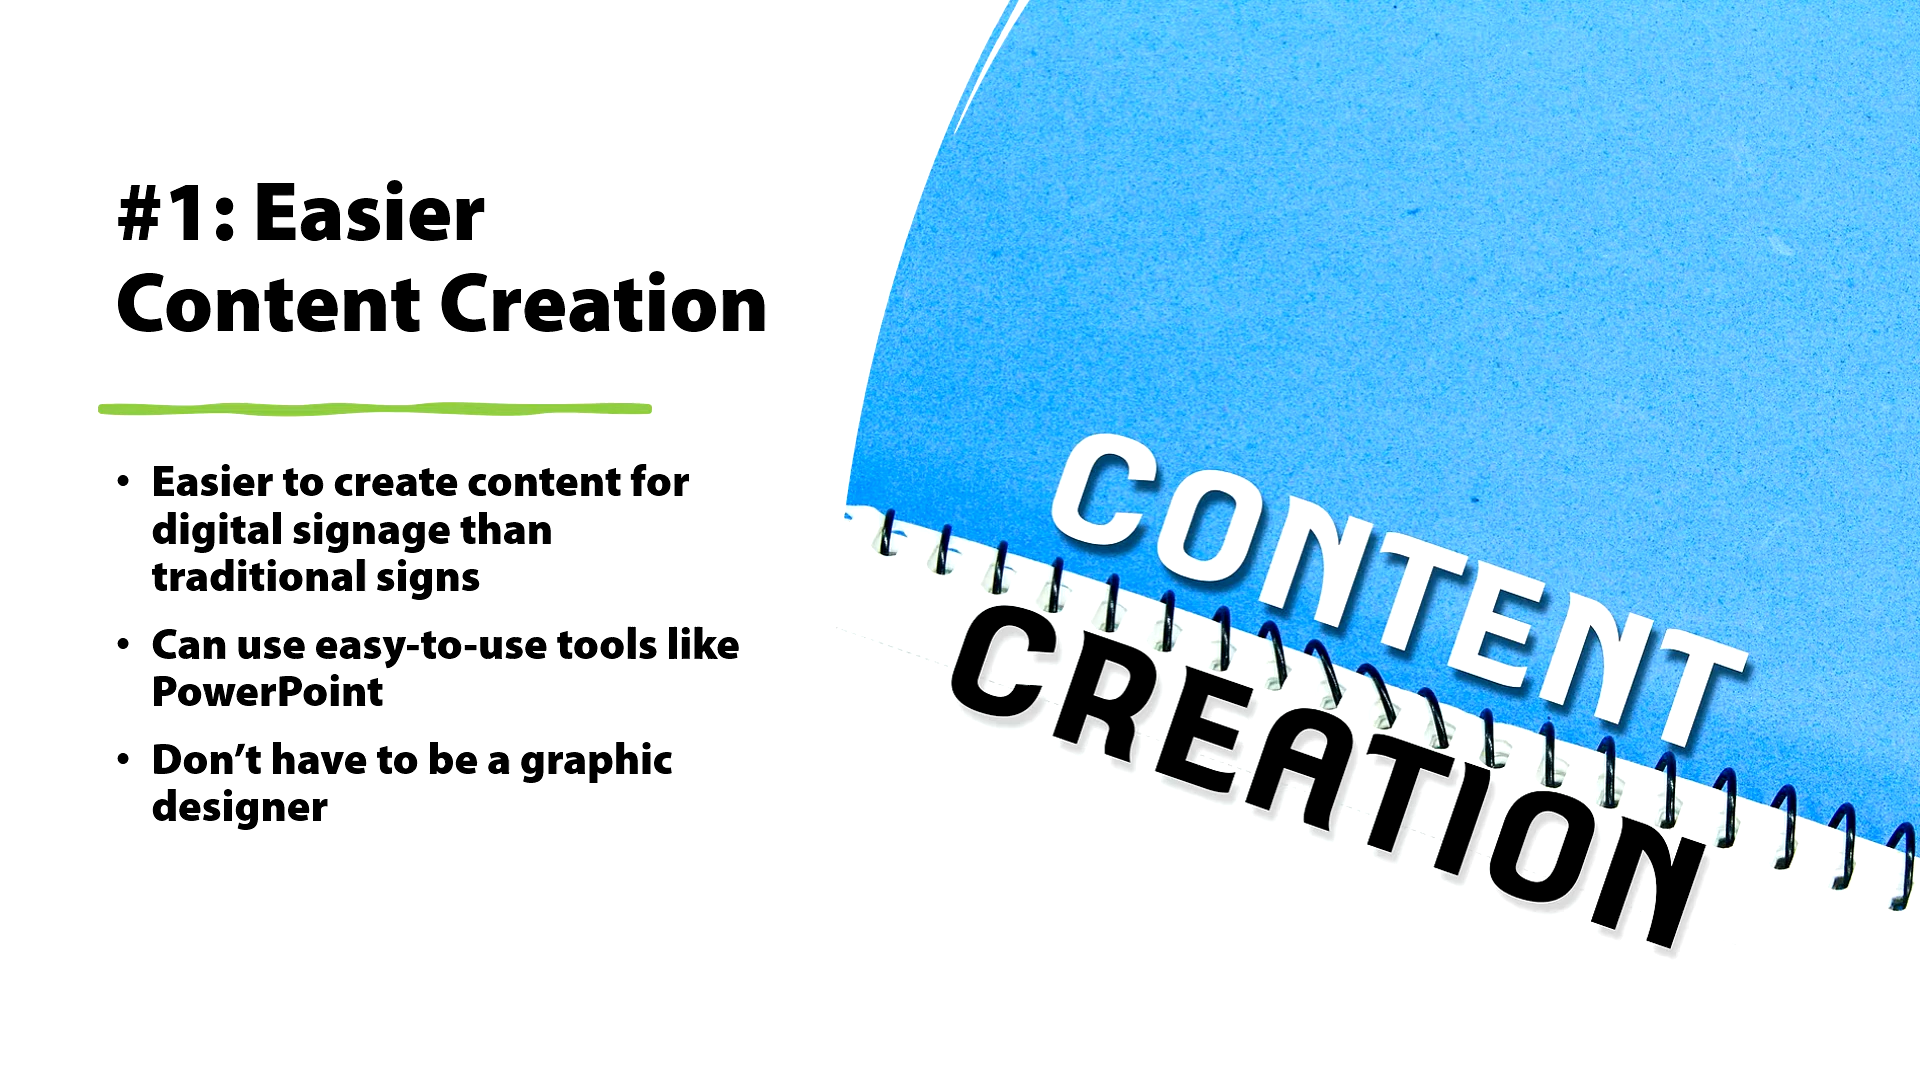 #1: Easier
Content Creation
• Easier to create content for
digital signage than
traditional signs
• Can use easy-to-use tools like
PowerPoint
• Don’t have to be a graphic
designer
CONTENT
CREATION